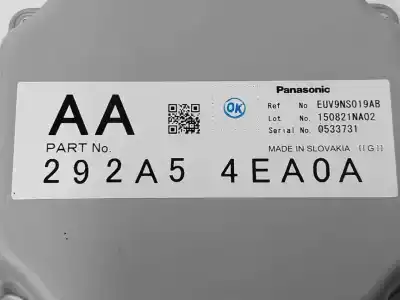 Panasonic
AA
OK
Ref No EUV9NS019AB
Lot No. 150821NA02
Serial No. 0533731
PART No.
MADE IN SLOVAKIA ((G))
292A5 4EA0A